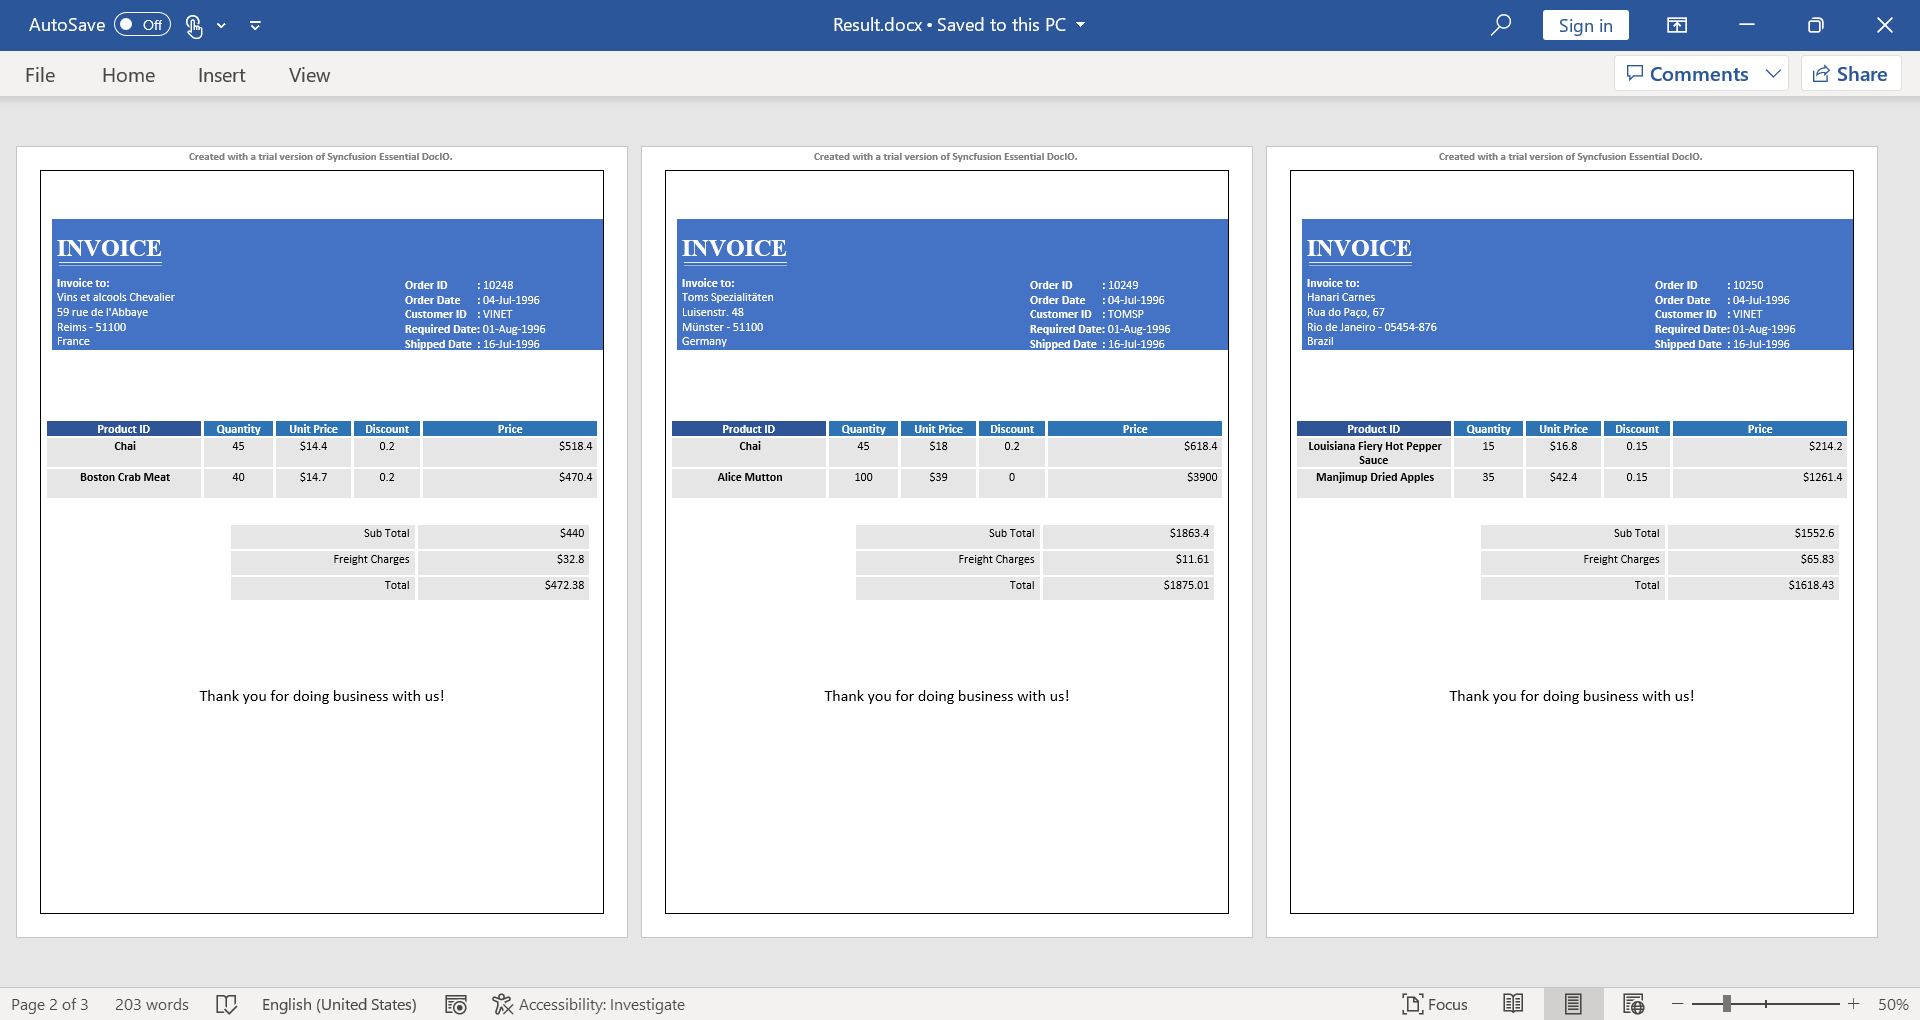 AutoSave Off Result.docx • Saved to this PC Sign in
File Home Insert View Comments Share
Created with a trial version of Syncfusion Essential DocIO.
INVOICE
Invoice to:
Vins et alcools Chevalier
59 rue de l'Abbaye
Reims - 51100
France
Order ID : 10248
Order Date : 04-Jul-1996
Customer ID : VINET
Required Date: 01-Aug-1996
Shipped Date : 16-Jul-1996
Product ID Quantity Unit Price Discount Price
Chai 45 $14.4 0.2 $518.4
Boston Crab Meat 40 $14.7 0.2 $470.4
Sub Total $440
Freight Charges $32.8
Total $472.38
Thank you for doing business with us!
Created with a trial version of Syncfusion Essential DocIO.
INVOICE
Invoice to:
Toms Spezialitäten
Luisenstr. 48
Münster - 51100
Germany
Order ID : 10249
Order Date : 04-Jul-1996
Customer ID : TOMSP
Required Date: 01-Aug-1996
Shipped Date : 16-Jul-1996
Product ID Quantity Unit Price Discount Price
Chai 45 $18 0.2 $618.4
Alice Mutton 100 $39 0 $3900
Sub Total $1863.4
Freight Charges $11.61
Total $1875.01
Thank you for doing business with us!
Created with a trial version of Syncfusion Essential DocIO.
INVOICE
Invoice to:
Hanari Carnes
Rua do Paço, 67
Rio de Janeiro - 05454-876
Brazil
Order ID : 10250
Order Date : 04-Jul-1996
Customer ID : VINET
Required Date: 01-Aug-1996
Shipped Date : 16-Jul-1996
Product ID Quantity Unit Price Discount Price
Louisiana Fiery Hot Pepper
Sauce 15 $16.8 0.15 $214.2
Manjimup Dried Apples 35 $42.4 0.15 $1261.4
Sub Total $1552.6
Freight Charges $65.83
Total $1618.43
Thank you for doing business with us!
Page 2 of 3 203 words English (United States) Accessibility: Investigate Focus 50%